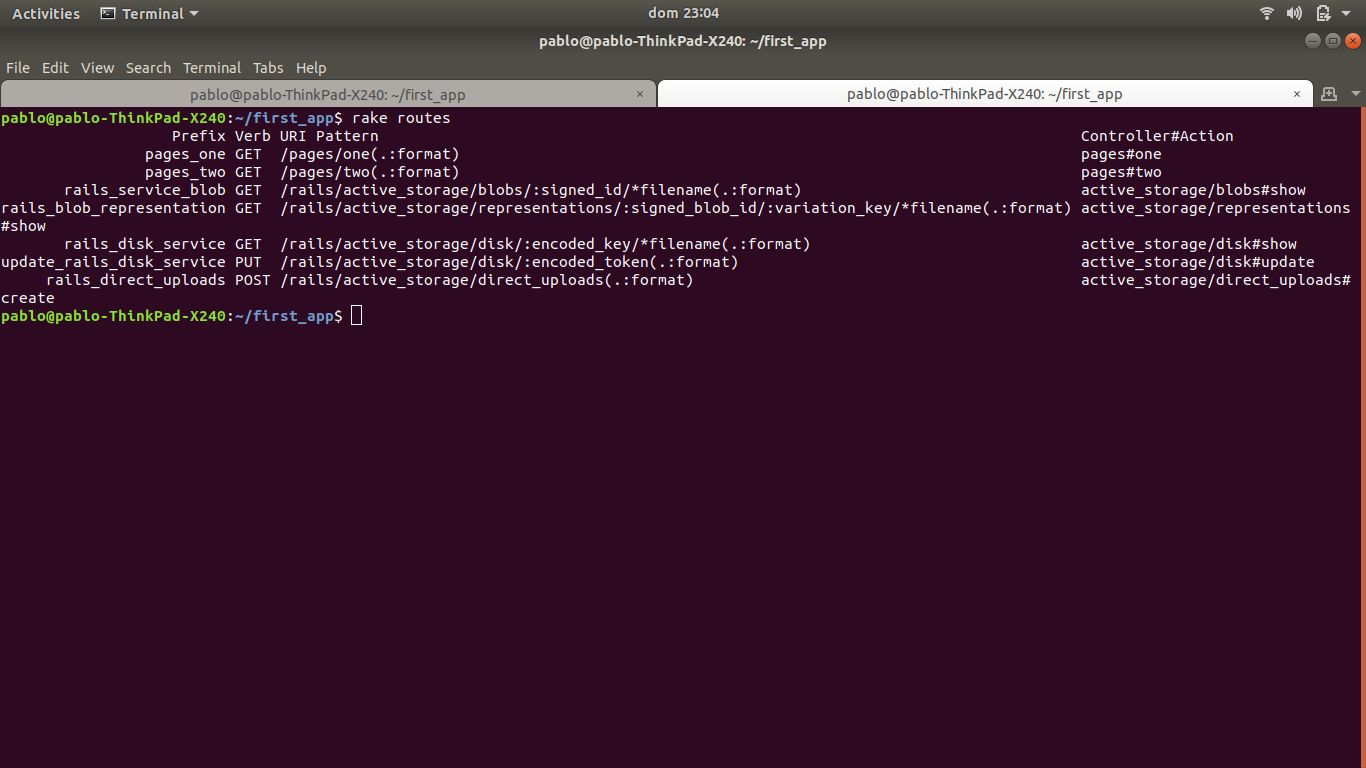 Activities Terminal dom 23:04
pablo@pablo-ThinkPad-X240: ~/first_app
File Edit View Search Terminal Tabs Help
pablo@pablo-ThinkPad-X240: ~/first_app × pablo@pablo-ThinkPad-X240: ~/first_app ×
pablo@pablo-ThinkPad-X240:~/first_app$ rake routes
                   Prefix Verb URI Pattern                                                                              Controller#Action
                pages_one GET  /pages/one(.:format)                                                                     pages#one
                pages_two GET  /pages/two(.:format)                                                                     pages#two
       rails_service_blob GET  /rails/active_storage/blobs/:signed_id/*filename(.:format)                               active_storage/blobs#show
rails_blob_representation GET  /rails/active_storage/representations/:signed_blob_id/:variation_key/*filename(.:format) active_storage/representations
#show
       rails_disk_service GET  /rails/active_storage/disk/:encoded_key/*filename(.:format)                              active_storage/disk#show
update_rails_disk_service PUT  /rails/active_storage/disk/:encoded_token(.:format)                                      active_storage/disk#update
     rails_direct_uploads POST /rails/active_storage/direct_uploads(.:format)                                           active_storage/direct_uploads#
create
pablo@pablo-ThinkPad-X240:~/first_app$